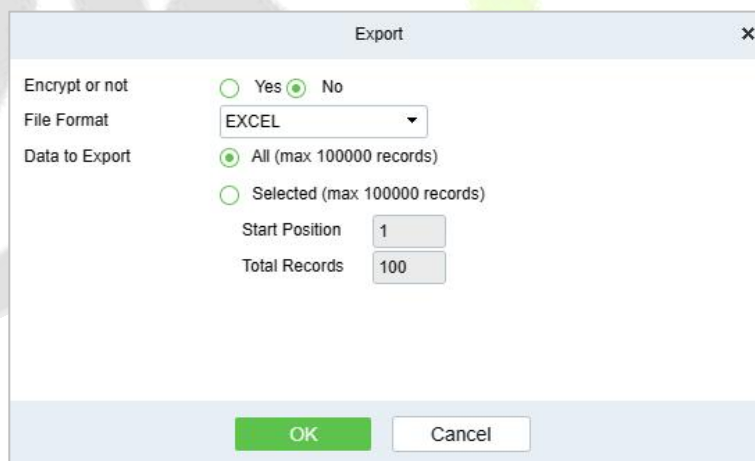 Export
Encrypt or not Yes No
File Format EXCEL
Data to Export All (max 100000 records)
Selected (max 100000 records)
Start Position 1
Total Records 100
OK Cancel